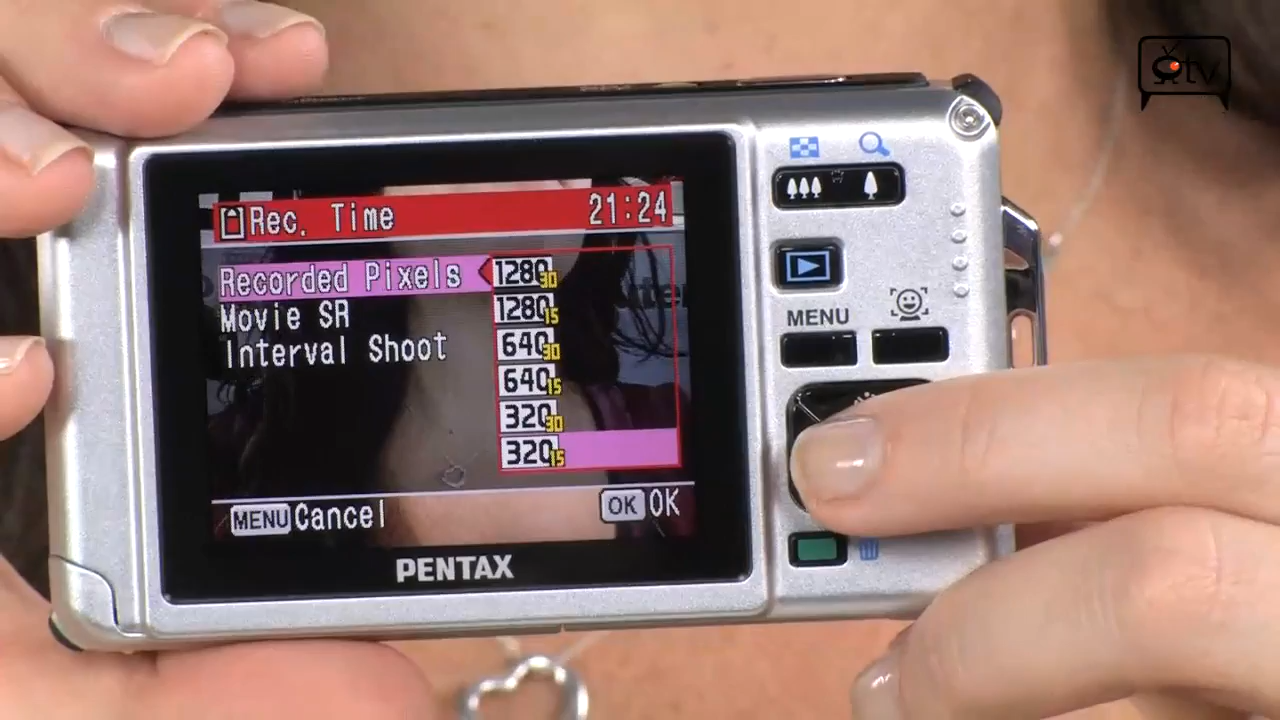 tv
Rec. Time 21:24
Recorded Pixels 1280 30
Movie SR 1280 15
Interval Shoot 640 30
640 15
320 30
320 15
MENU Cancel OK OK
PENTAX
MENU